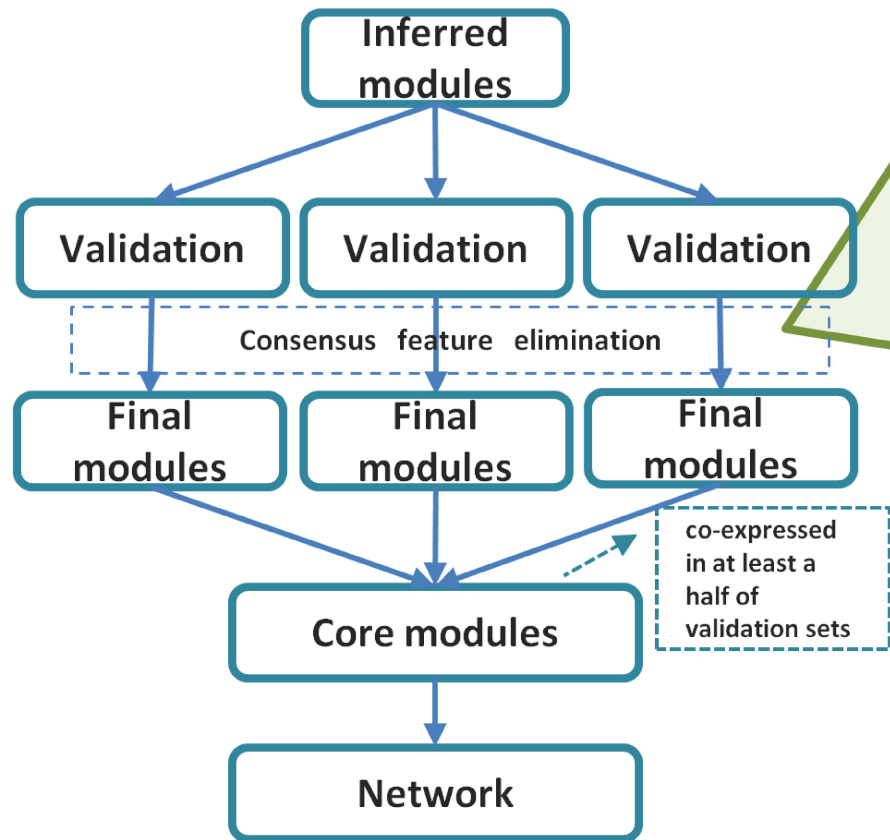 Inferred
modules
Validation
Validation
Validation
Consensus feature elimination
Final
modules
Final
modules
Final
modules
co-expressed
in at least a
half of
validation sets
Core modules
Network